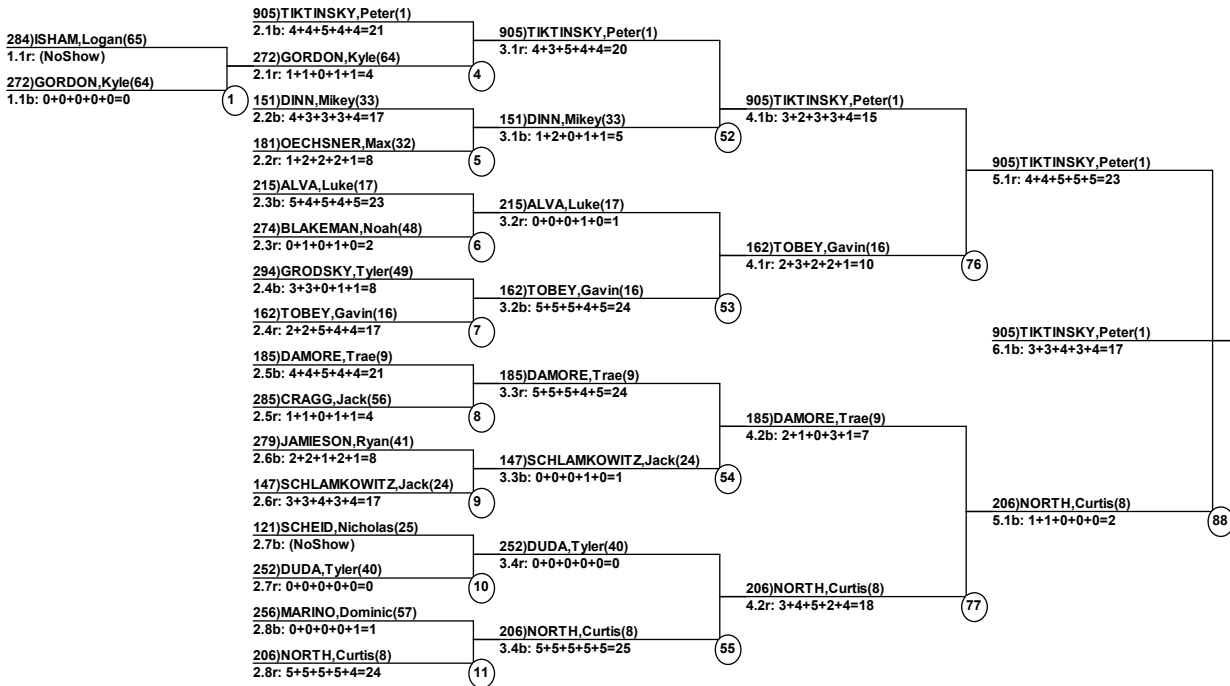 284)ISHAM,Logan(65)
1.1r: (NoShow)
272)GORDON,Kyle(64)
1.1b: 0+0+0+0+0=0
1
905)TIKTINSKY,Peter(1)
2.1b: 4+4+5+4+4=21
272)GORDON,Kyle(64)
2.1r: 1+1+0+1+1=4
4
151)DINN,Mikey(33)
2.2b: 4+3+3+3+4=17
181)OECHSNER,Max(32)
2.2r: 1+2+2+2+1=8
5
215)ALVA,Luke(17)
2.3b: 5+4+5+4+5=23
274)BLAKEMAN,Noah(48)
2.3r: 0+1+0+1+0=2
6
294)GRODSKY,Tyler(49)
2.4b: 3+3+0+1+1=8
162)TOBEY,Gavin(16)
2.4r: 2+2+5+4+4=17
7
185)DAMORE,Trae(9)
2.5b: 4+4+5+4+4=21
285)CRAGG,Jack(56)
2.5r: 1+1+0+1+1=4
8
279)JAMIESON,Ryan(41)
2.6b: 2+2+1+2+1=8
147)SCHLAMKOWITZ,Jack(24)
2.6r: 3+3+4+3+4=17
9
121)SCHEID,Nicholas(25)
2.7b: (NoShow)
252)DUDA,Tyler(40)
2.7r: 0+0+0+0+0=0
10
256)MARINO,Dominic(57)
2.8b: 0+0+0+0+1=1
206)NORTH,Curtis(8)
2.8r: 5+5+5+5+4=24
11
905)TIKTINSKY,Peter(1)
3.1r: 4+3+5+4+4=20
151)DINN,Mikey(33)
3.1b: 1+2+0+1+1=5
52
215)ALVA,Luke(17)
3.2r: 0+0+0+1+0=1
162)TOBEY,Gavin(16)
3.2b: 5+5+5+4+5=24
53
185)DAMORE,Trae(9)
3.3r: 5+5+5+4+5=24
147)SCHLAMKOWITZ,Jack(24)
3.3b: 0+0+0+1+0=1
54
252)DUDA,Tyler(40)
3.4r: 0+0+0+0+0=0
206)NORTH,Curtis(8)
3.4b: 5+5+5+5+5=25
55
905)TIKTINSKY,Peter(1)
4.1b: 3+2+3+3+4=15
162)TOBEY,Gavin(16)
4.1r: 2+3+2+2+1=10
76
185)DAMORE,Trae(9)
4.2b: 2+1+0+3+1=7
206)NORTH,Curtis(8)
4.2r: 3+4+5+2+4=18
77
905)TIKTINSKY,Peter(1)
5.1r: 4+4+5+5+5=23
206)NORTH,Curtis(8)
5.1b: 1+1+0+0+0=2
88
905)TIKTINSKY,Peter(1)
6.1b: 3+3+4+3+4=17